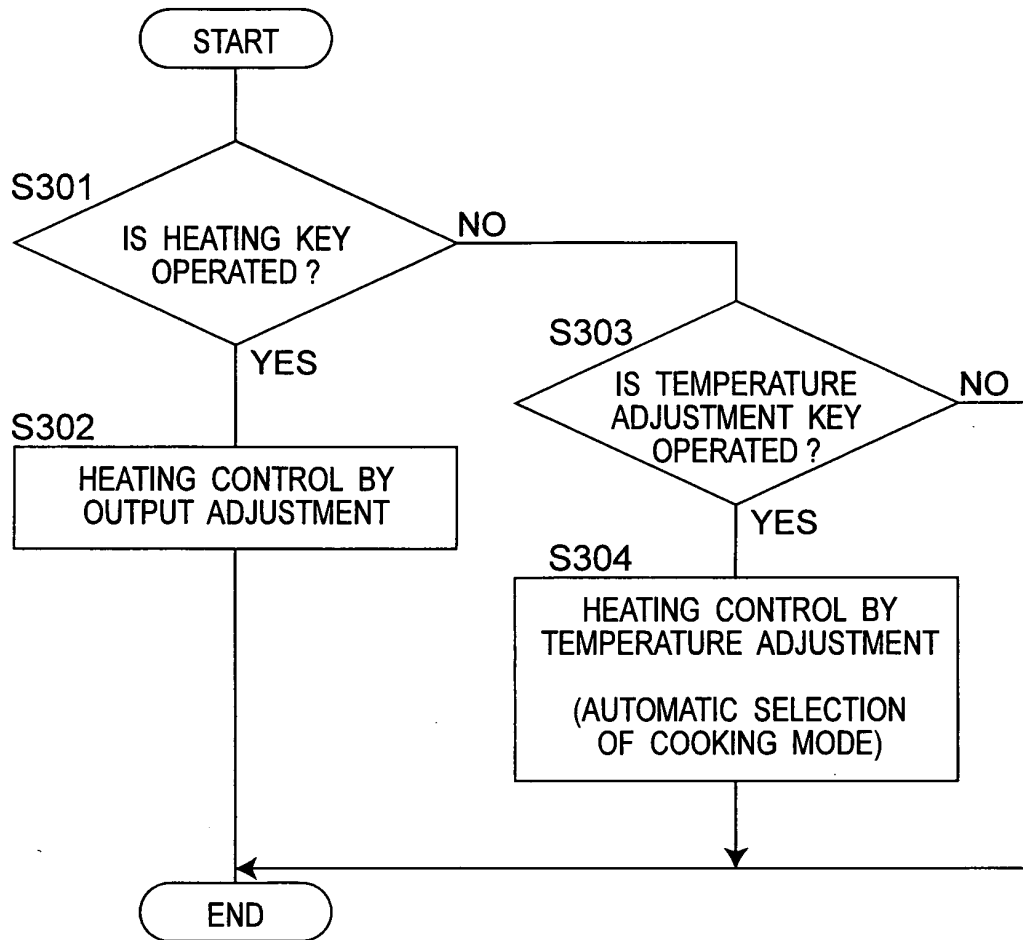 START
S301
IS HEATING KEY
OPERATED ?
NO
YES
S302
HEATING CONTROL BY
OUTPUT ADJUSTMENT
S303
IS TEMPERATURE
ADJUSTMENT KEY
OPERATED ?
NO
YES
S304
HEATING CONTROL BY
TEMPERATURE ADJUSTMENT
(AUTOMATIC SELECTION
OF COOKING MODE)
END